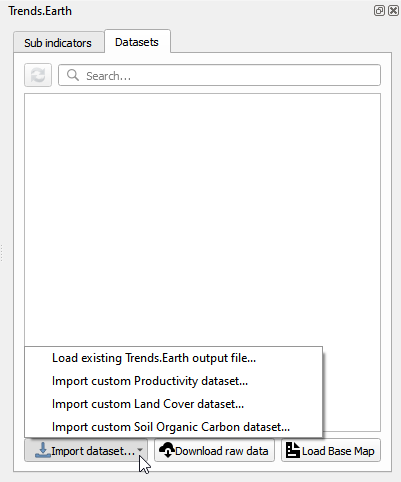 Trends.Earth
Sub indicators Datasets
Search...
Load existing Trends.Earth output file...
Import custom Productivity dataset...
Import custom Land Cover dataset...
Import custom Soil Organic Carbon dataset...
Import dataset... Download raw data Load Base Map